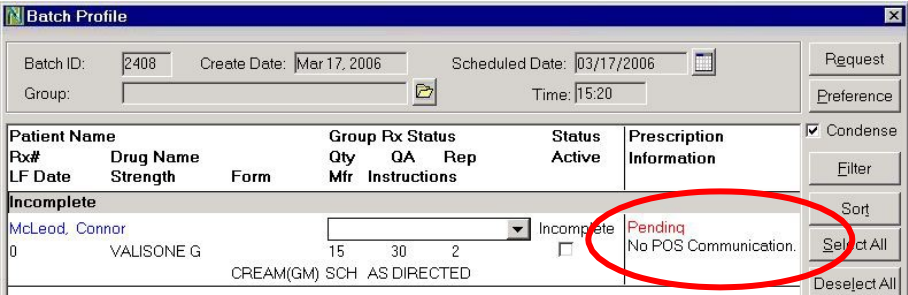 Batch Profile
Batch ID: 2408 Create Date: Mar 17, 2006 Scheduled Date: 03/17/2006 Request
Group: Time: 15:20 Preference
Patient Name Group Rx Status Status Prescription Condense
Rx# Drug Name Qty QA Rep Active Information
LF Date Strength Form Mfr Instructions Filter
Incomplete Sort
McLeod, Connor Incomplete Pending
0 VALISONE G 15 30 2 No POS Communication. Select All
CREAM(GM) SCH AS DIRECTED Deselect All